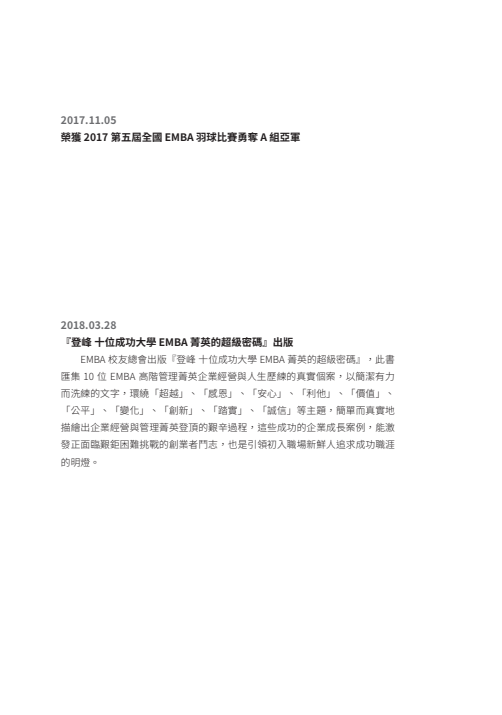 2017.11.05
榮獲 2017 第五屆全國 EMBA 羽球比賽勇奪 A 組亞軍
2018.03.28
『登峰 十位成功大學 EMBA 菁英的超級密碼』出版
EMBA 校友總會出版『登峰 十位成功大學 EMBA 菁英的超級密碼』，此書
匯集 10 位 EMBA 高階管理菁英企業經營與人生歷練的真實個案，以簡潔有力
而洗練的文字，環繞「超越」、「感恩」、「安心」、「利他」、「價值」、
「公平」、「變化」、「創新」、「踏實」、「誠信」等主題，簡單而真實地
描繪出企業經營與管理菁英登頂的艱辛過程，這些成功的企業成長案例，能激
發正面臨艱鉅困難挑戰的創業者鬥志，也是引領初入職場新鮮人追求成功職涯
的明燈。